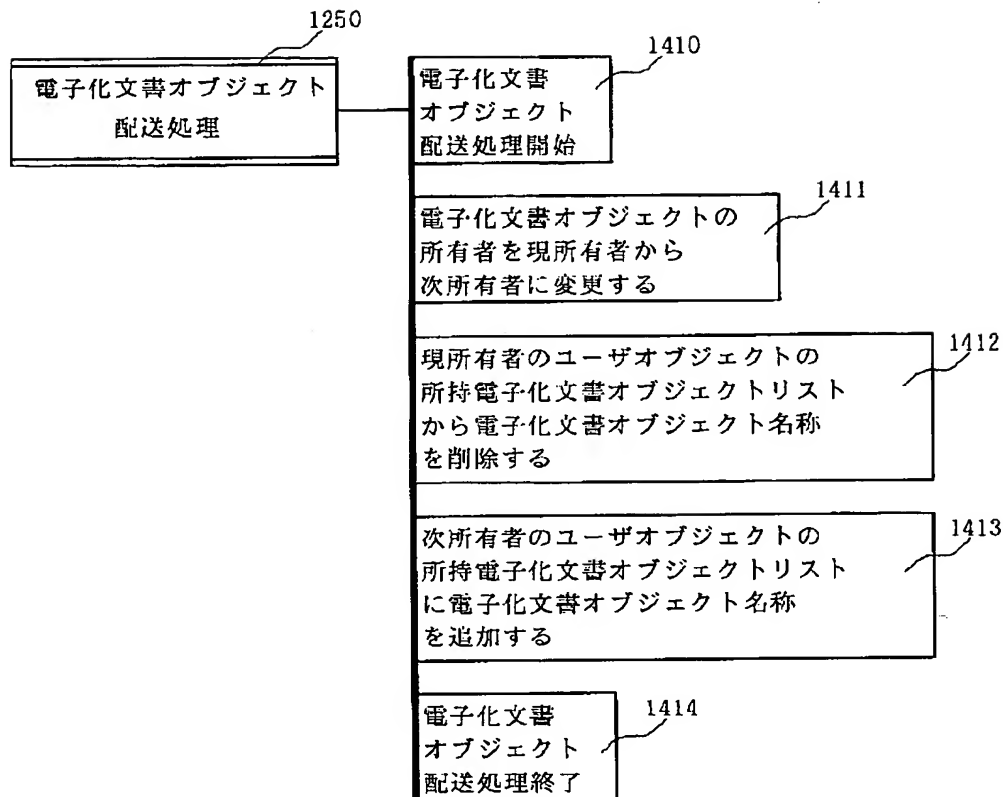 1250
電子化文書オブジェクト
配送処理
1410
電子化文書
オブジェクト
配送処理開始
1411
電子化文書オブジェクトの
所有者を現所有者から
次所有者に変更する
1412
現所有者のユーザオブジェクトの
所持電子化文書オブジェクトリスト
から電子化文書オブジェクト名称
を削除する
1413
次所有者のユーザオブジェクトの
所持電子化文書オブジェクトリスト
に電子化文書オブジェクト名称
を追加する
1414
電子化文書
オブジェクト
配送処理終了